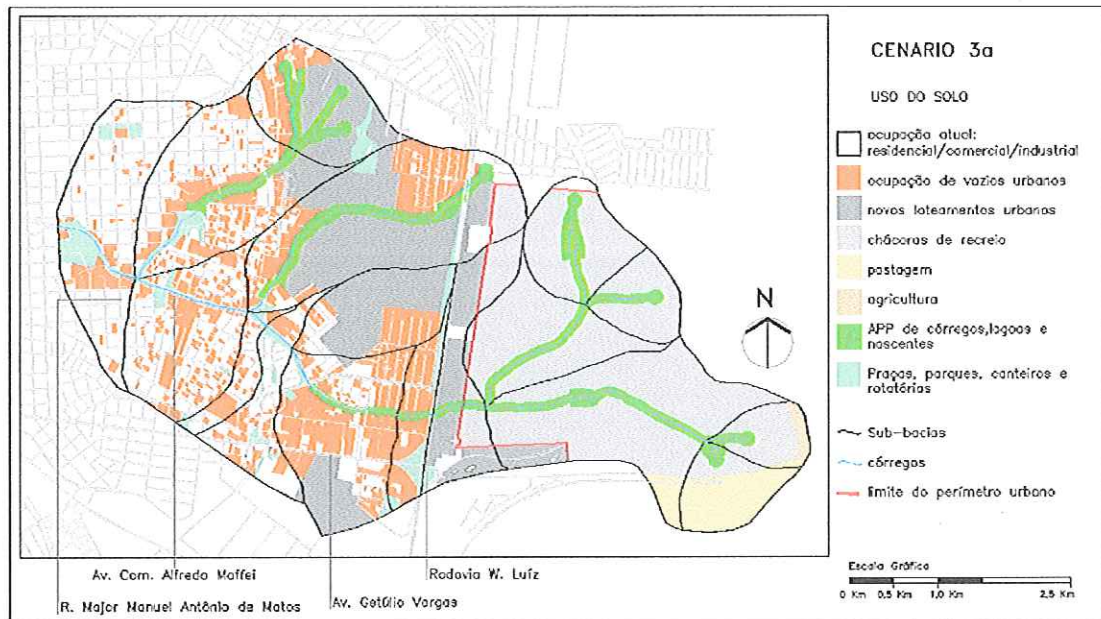 CENARIO 3a
USO DO SOLO
ocupação atual:
residencial/comercial/industrial
ocupação de vazios urbanos
novos loteamentos urbanos
chácaras de recreio
pastagem
agricultura
APP de córregos,lagoas e
nascentes
Praças, parques, canteiros e
rotatórias
Sub-bacias
córregos
limite do perímetro urbano
N
Escala Gráfica
0 Km 0,5 Km 1,0 Km 2,5 Km
Av. Com. Alfredo Maffei
Rodovia W. Luíz
R. Major Manuel Antônio de Matos
Av. Getúlio Vargas